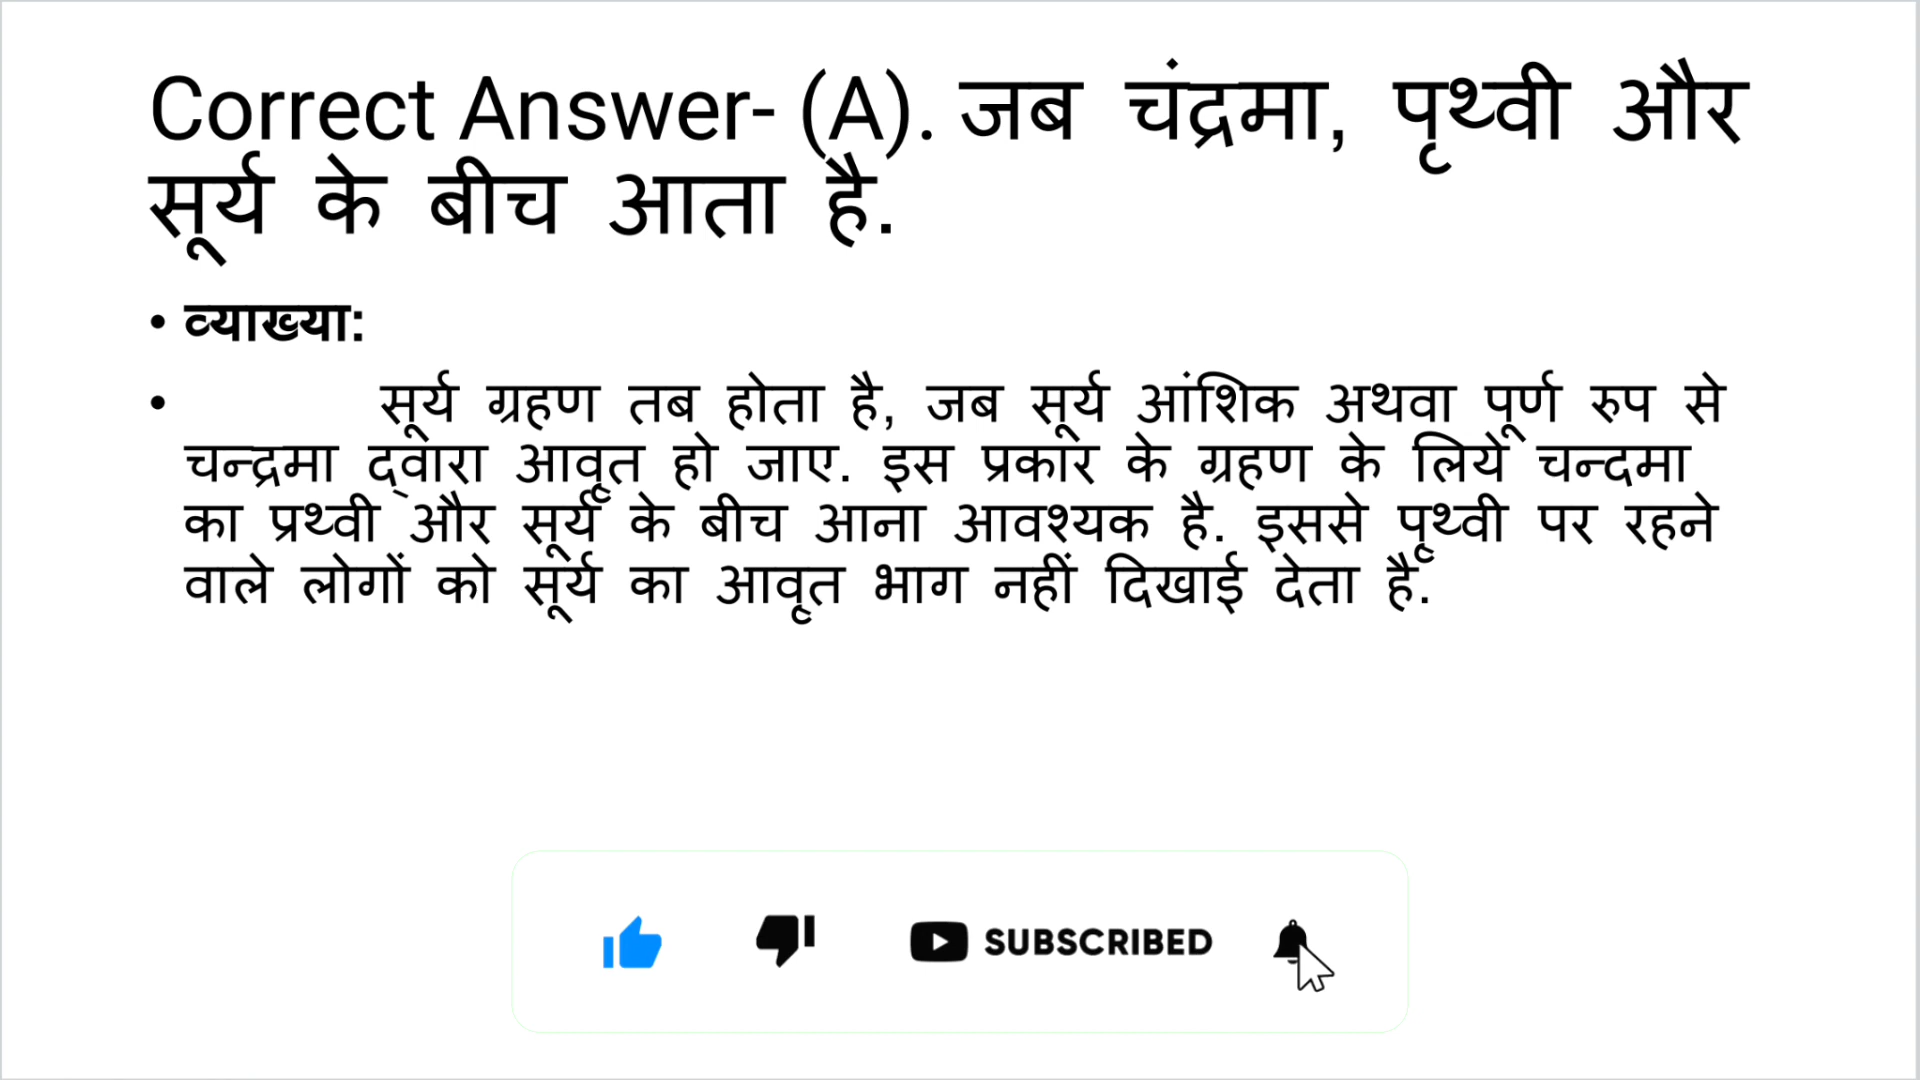 Correct Answer- (A). जब चंद्रमा, पृथ्वी और
सूर्य के बीच आता है.
• व्याख्या:
• सूर्य ग्रहण तब होता है, जब सूर्य आंशिक अथवा पूर्ण रुप से
चन्द्रमा द्वारा आवृत हो जाए. इस प्रकार के ग्रहण के लिये चन्दमा
का प्रथ्वी और सूर्य के बीच आना आवश्यक है. इससे पृथ्वी पर रहने
वाले लोगों को सूर्य का आवृत भाग नहीं दिखाई देता है.
SUBSCRIBED